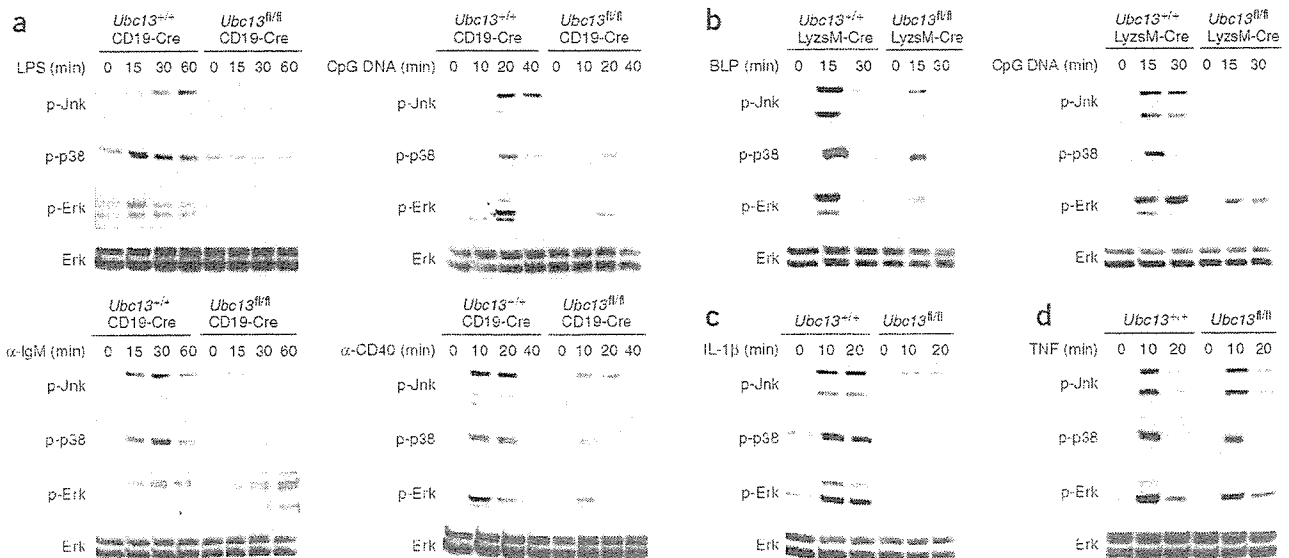 a
Ubc13+/+ Ubc13fl/fl
CD19-Cre CD19-Cre
LPS (min) 0 15 30 60 0 15 30 60
p-Jnk
p-p38
p-Erk
Erk
Ubc13+/+ Ubc13fl/fl
CD19-Cre CD19-Cre
CpG DNA (min) 0 10 20 40 0 10 20 40
p-Jnk
p-p38
p-Erk
Erk
b
Ubc13+/+ Ubc13fl/fl
LyzsM-Cre LyzsM-Cre
BLP (min) 0 15 30 0 15 30
p-Jnk
p-p38
p-Erk
Erk
Ubc13+/+ Ubc13fl/fl
LyzsM-Cre LyzsM-Cre
CpG DNA (min) 0 15 30 0 15 30
p-Jnk
p-p38
p-Erk
Erk
Ubc13+/+ Ubc13fl/fl
CD19-Cre CD19-Cre
α-IgM (min) 0 15 30 60 0 15 30 60
p-Jnk
p-p38
p-Erk
Erk
Ubc13+/+ Ubc13fl/fl
CD19-Cre CD19-Cre
α-CD40 (min) 0 10 20 40 0 10 20 40
p-Jnk
p-p38
p-Erk
Erk
c
Ubc13+/+ Ubc13fl/fl
IL-1β (min) 0 10 20 0 10 20
p-Jnk
p-p38
p-Erk
Erk
d
Ubc13+/+ Ubc13fl/fl
TNF (min) 0 10 20 0 10 20
p-Jnk
p-p38
p-Erk
Erk